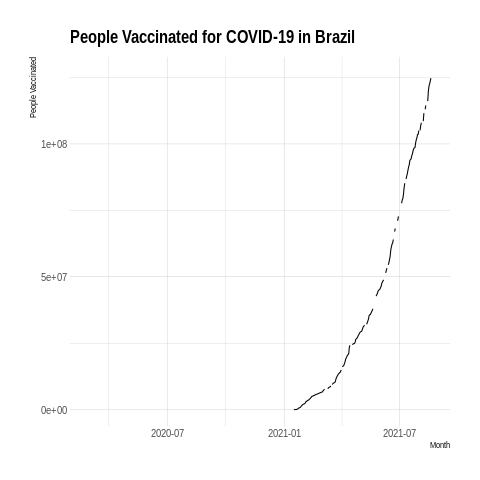 People Vaccinated for COVID-19 in Brazil
People Vaccinated
1e+08
5e+07
0e+00
2020-07
2021-01
2021-07
Month